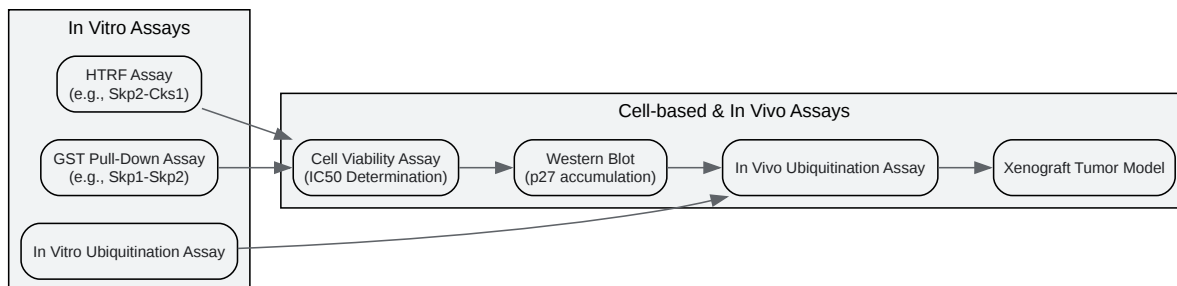 In Vitro Assays
HTRF Assay
(e.g., Skp2-Cks1)
GST Pull-Down Assay
(e.g., Skp1-Skp2)
In Vitro Ubiquitination Assay
Cell-based & In Vivo Assays
Cell Viability Assay
(IC50 Determination)
Western Blot
(p27 accumulation)
In Vivo Ubiquitination Assay
Xenograft Tumor Model